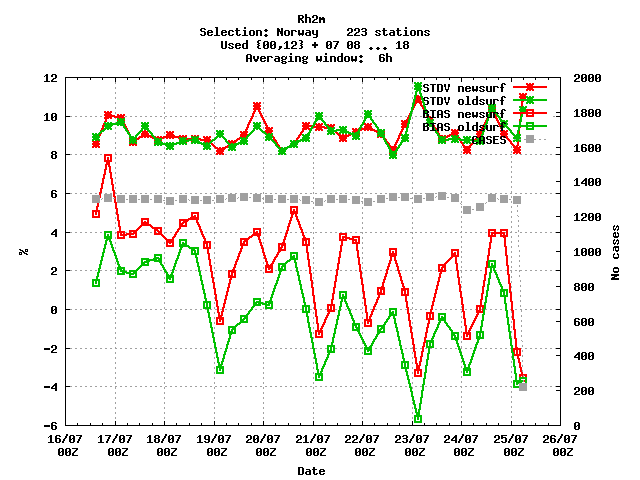 Rh2m
Selection: Norway 223 stations
Used {00,12} + 07 08 ... 18
Averaging window: 6h
12
10
8
6
4
2
0
-2
-4
-6
%
2000
1800
1600
1400
1200
1000
800
600
400
200
0
No cases
STDV newsurf
STDV oldsurf
BIAS newsurf
BIAS oldsurf
CASES
16/07 17/07 18/07 19/07 20/07 21/07 22/07 23/07 24/07 25/07 26/07
00Z 00Z 00Z 00Z 00Z 00Z 00Z 00Z 00Z 00Z 00Z
Date